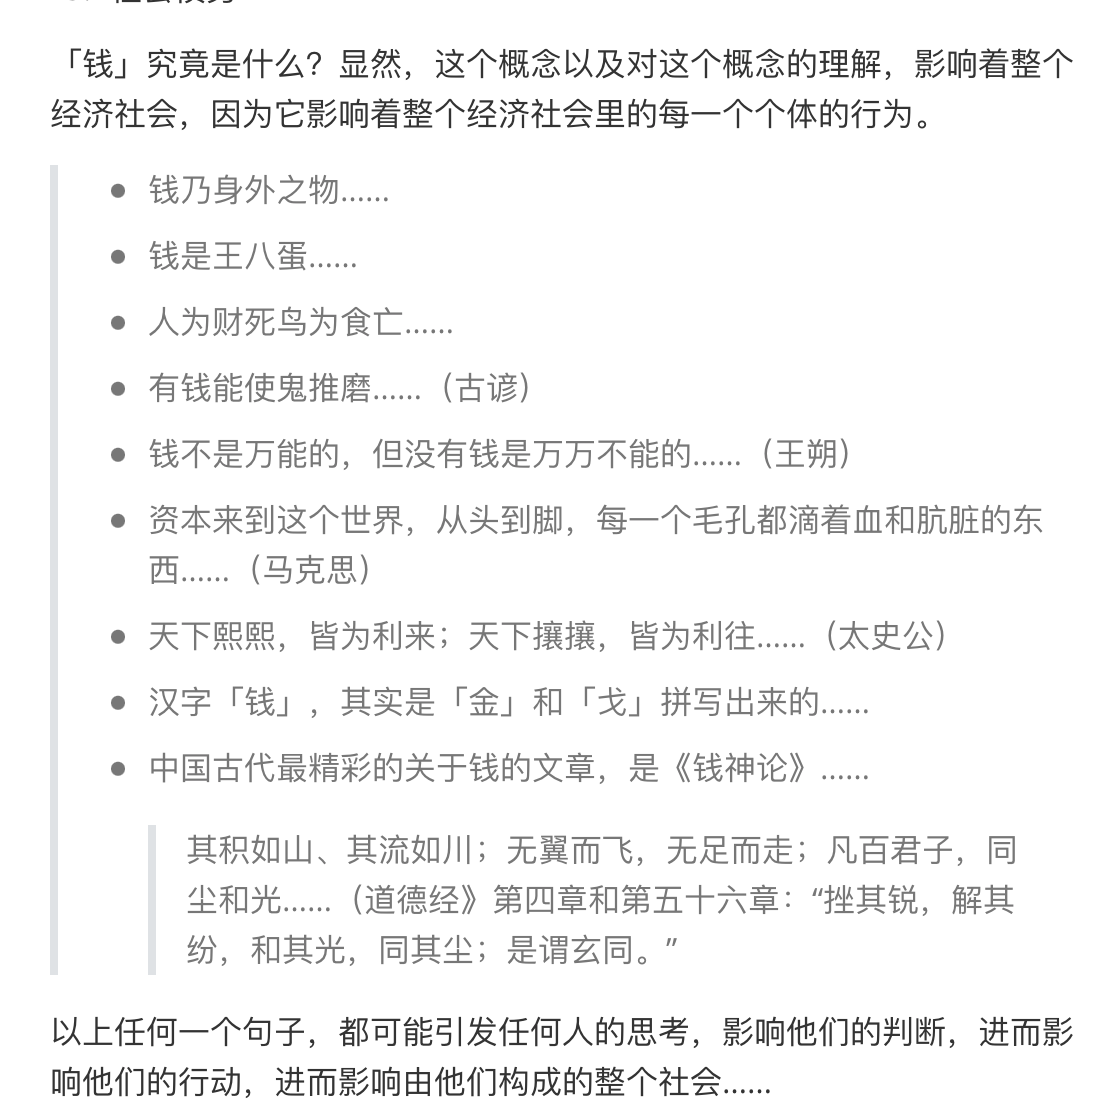 「钱」究竟是什么？显然，这个概念以及对这个概念的理解，影响着整个
经济社会，因为它影响着整个经济社会里的每一个个体的行为。
钱乃身外之物……
钱是王八蛋……
人为财死鸟为食亡……
有钱能使鬼推磨……（古谚）
钱不是万能的，但没有钱是万万不能的……（王朔）
资本来到这个世界，从头到脚，每一个毛孔都滴着血和肮脏的东
西……（马克思）
天下熙熙，皆为利来；天下攘攘，皆为利往……（太史公）
汉字「钱」，其实是「金」和「戈」拼写出来的……
中国古代最精彩的关于钱的文章，是《钱神论》……
其积如山、其流如川；无翼而飞，无足而走；凡百君子，同
尘和光……（道德经》第四章和第五十六章：“挫其锐，解其
纷，和其光，同其尘；是谓玄同。”
以上任何一个句子，都可能引发任何人的思考，影响他们的判断，进而影
响他们的行动，进而影响由他们构成的整个社会……